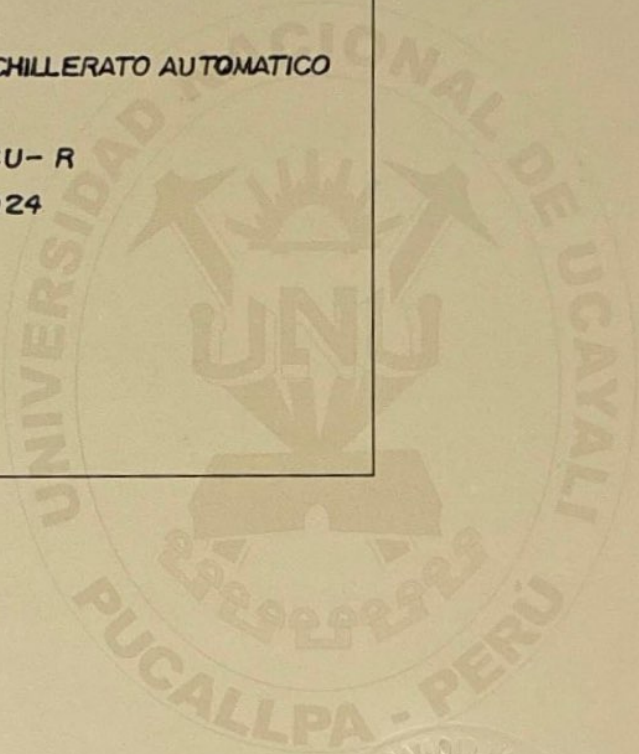 CHILLERATO AUTOMATICO
U- R
24
UNIVERSIDAD NACIONAL DE UCAYALI
UNU
PUCALLPA - PERÚ